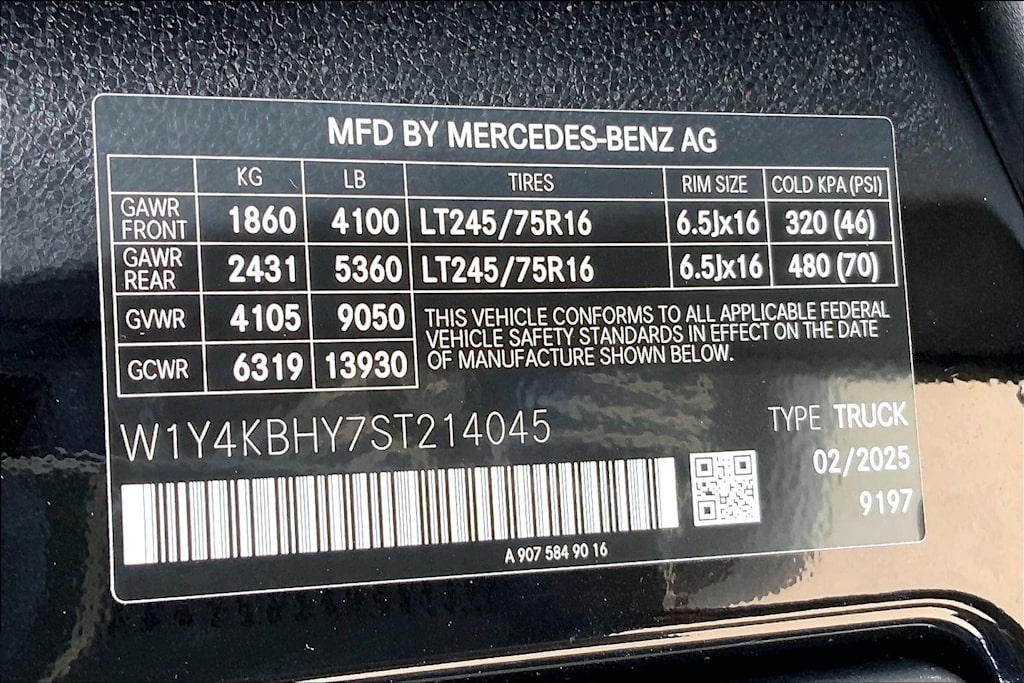 MFD BY MERCEDES-BENZ AG
KG LB TIRES RIM SIZE COLD KPA (PSI)
GAWR FRONT 1860 4100 LT245/75R16 6.5Jx16 320 (46)
GAWR REAR 2431 5360 LT245/75R16 6.5Jx16 480 (70)
GVWR 4105 9050
GCWR 6319 13930
THIS VEHICLE CONFORMS TO ALL APPLICABLE FEDERAL
VEHICLE SAFETY STANDARDS IN EFFECT ON THE DATE
OF MANUFACTURE SHOWN BELOW.
W1Y4KBHY7ST214045
TYPE TRUCK
02/2025
9197
A 907 584 90 16